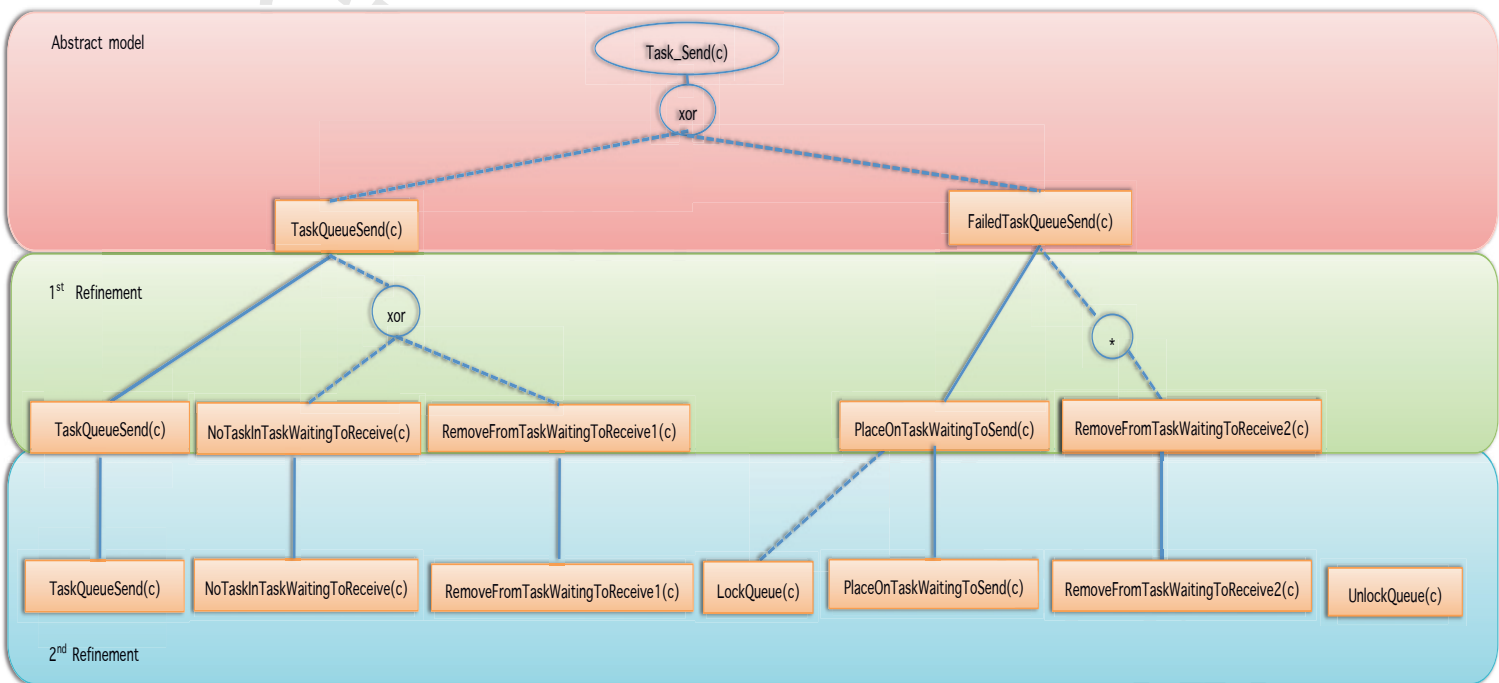 Abstract model
Task_Send(c)
xor
TaskQueueSend(c)
FailedTaskQueueSend(c)
1st Refinement
xor
*
TaskQueueSend(c)
NoTaskInTaskWaitingToReceive(c)
RemoveFromTaskWaitingToReceive1(c)
PlaceOnTaskWaitingToSend(c)
RemoveFromTaskWaitingToReceive2(c)
TaskQueueSend(c)
NoTaskInTaskWaitingToReceive(c)
RemoveFromTaskWaitingToReceive1(c)
LockQueue(c)
PlaceOnTaskWaitingToSend(c)
RemoveFromTaskWaitingToReceive2(c)
UnlockQueue(c)
2nd Refinement